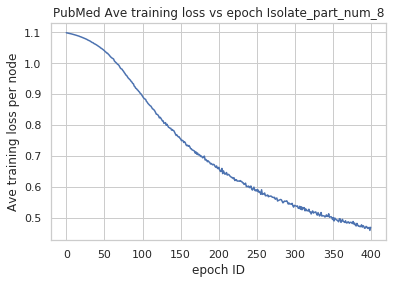 PubMed Ave training loss vs epoch Isolate_part_num_8
Ave training loss per node
1.1
1.0
0.9
0.8
0.7
0.6
0.5
0 50 100 150 200 250 300 350 400
epoch ID